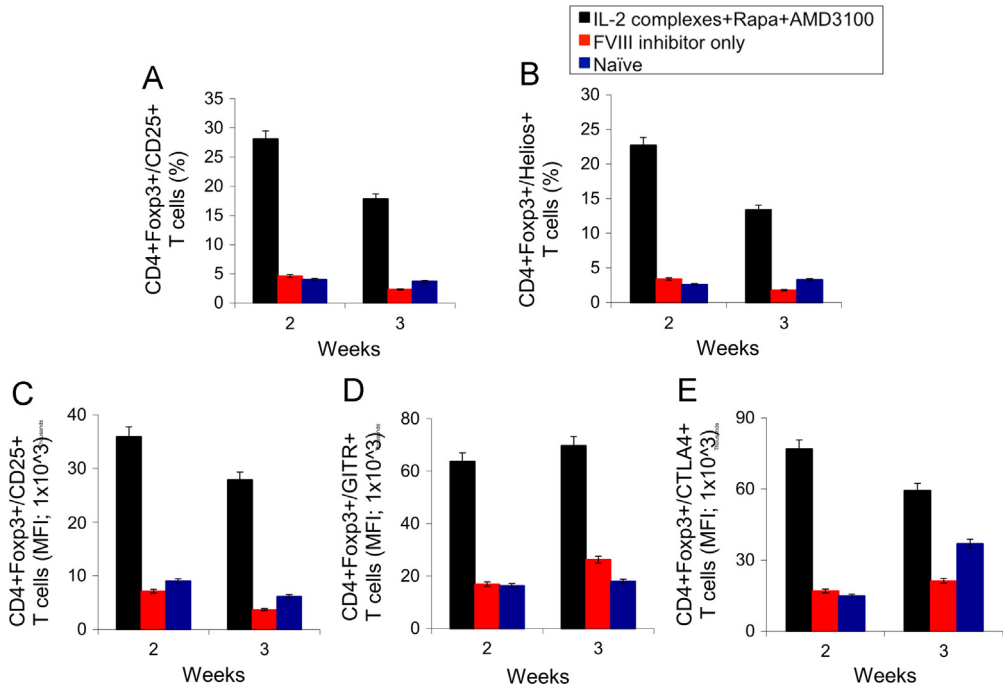 IL-2 complexes+Rapa+AMD3100
FVIII inhibitor only
Naïve
A
CD4+Foxp3+/CD25+
T cells (%)
35
30
25
20
15
10
5
0
2
3
Weeks
B
CD4+Foxp3+/Helios+
T cells (%)
30
25
20
15
10
5
0
2
3
Weeks
C
CD4+Foxp3+/CD25+
T cells (MFI; 1x10^3)
40
30
20
10
0
2
3
Weeks
D
CD4+Foxp3+/GITR+
T cells (MFI; 1x10^3)
80
60
40
20
0
2
3
Weeks
E
CD4+Foxp3+/CTLA4+
T cells (MFI; 1x10^3)
Thousands
90
60
30
0
2
3
Weeks